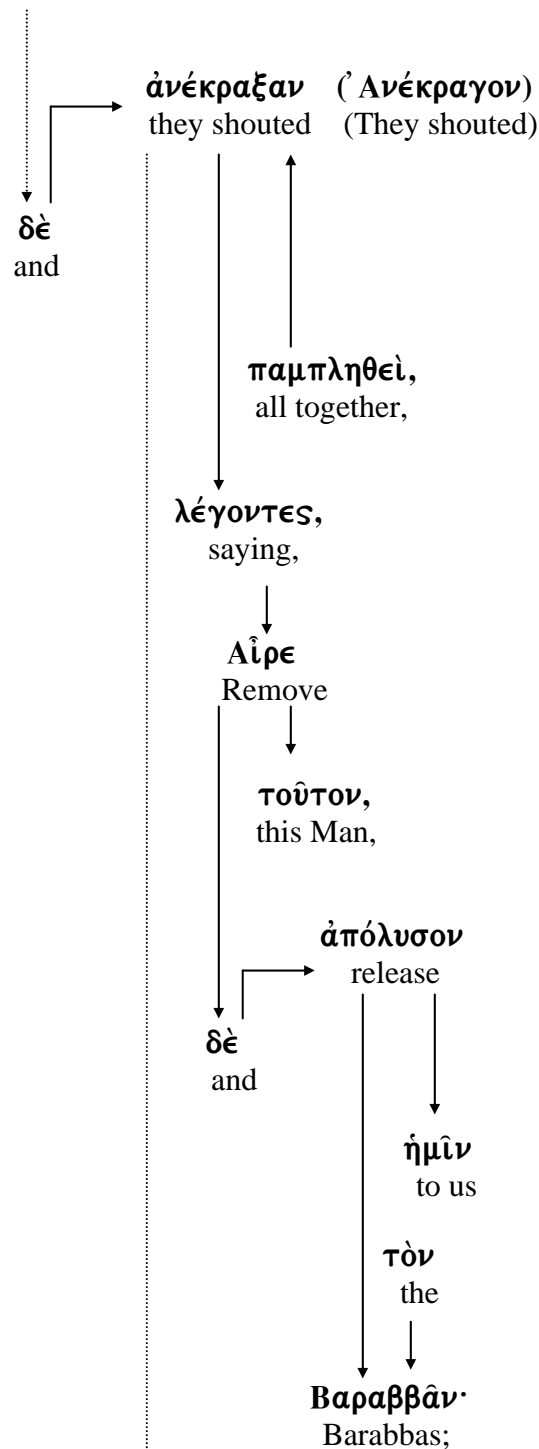 ἀνέκραξαν (᾿Ανέκραγον)
they shouted (They shouted)
δὲ
and
παμπληθεὶ,
all together,
λέγοντες,
saying,
Αἶρε
Remove
τοῦτον,
this Man,
ἀπόλυσον
release
δὲ
and
ἡμῖν
to us
τὸν
the
Βαραββᾶν·
Barabbas;